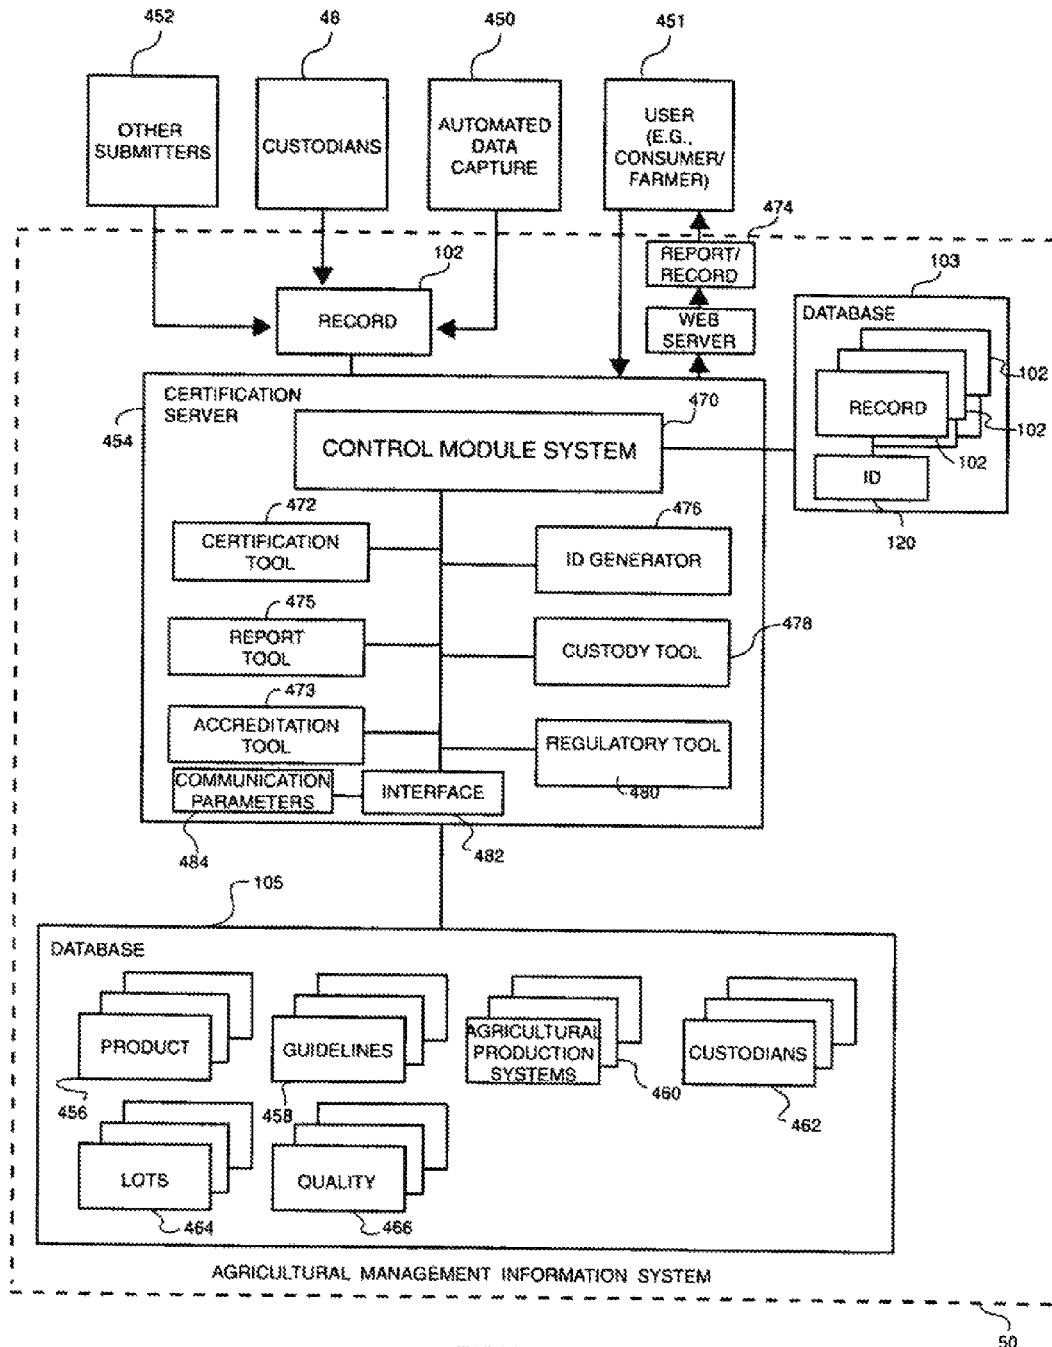 452
48
450
451
OTHER
SUBMITTERS
CUSTODIANS
AUTOMATED
DATA
CAPTURE
USER
(E.G.,
CONSUMER/
FARMER)
474
102
REPORT/
RECORD
103
RECORD
WEB
SERVER
DATABASE
102
RECORD
102
102
ID
120
CERTIFICATION
SERVER
454
470
CONTROL MODULE SYSTEM
472
CERTIFICATION
TOOL
476
ID GENERATOR
475
REPORT
TOOL
CUSTODY TOOL
478
473
ACCREDITATION
TOOL
REGULATORY TOOL
480
COMMUNICATION
PARAMETERS
INTERFACE
484
482
105
DATABASE
PRODUCT
GUIDELINES
AGRICULTURAL
PRODUCTION
SYSTEMS
CUSTODIANS
456
458
460
462
LOTS
QUALITY
464
466
AGRICULTURAL MANAGEMENT INFORMATION SYSTEM
50